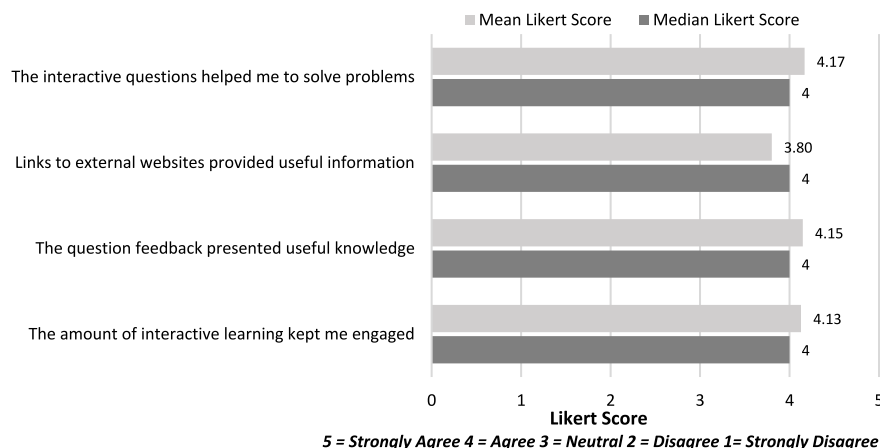 Mean Likert Score Median Likert Score
The interactive questions helped me to solve problems
4.17
4
Links to external websites provided useful information
3.80
4
The question feedback presented useful knowledge
4.15
4
The amount of interactive learning kept me engaged
4.13
4
0 1 2 3 4 5
Likert Score
5 = Strongly Agree 4 = Agree 3 = Neutral 2 = Disagree 1= Strongly Disagree